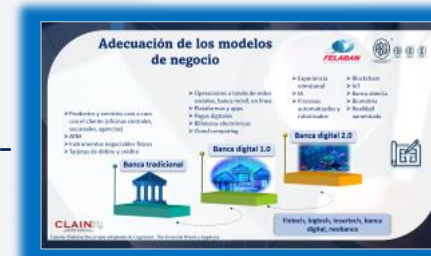 Adecuación de los modelos
de negocio
FELABAN
➢ Experiencia
omnicanal
➢ IA
➢ Procesos
automatizados y
robotizados
➢ Blockchain
➢ IoT
➢ Banca abierta
➢ Biometría
➢ Realidad
aumentada
➢ Operaciones a través de redes
sociales, banca móvil, en línea
➢ Plataformas y apps
➢ Pagos digitales
➢ Billeteras electrónicas
➢ Cloud computing
➢ Productos y servicios cara a cara
con el cliente (oficinas centrales,
sucursales, agencias)
➢ ATM
➢ Instrumentos negociables físicos
➢ Tarjetas de débito y crédito
Banca tradicional
Banca digital 1.0
Banca digital 2.0
CLAIN
Fintech, bigtech, insurtech, banca
digital, neobanca